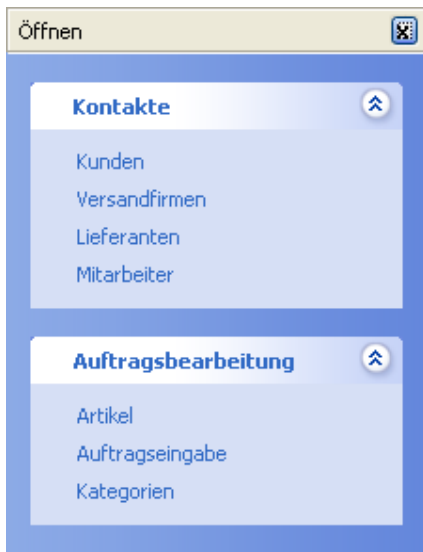 Öffnen
Kontakte
Kunden
Versandfirmen
Lieferanten
Mitarbeiter
Auftragsbearbeitung
Artikel
Auftragseingabe
Kategorien